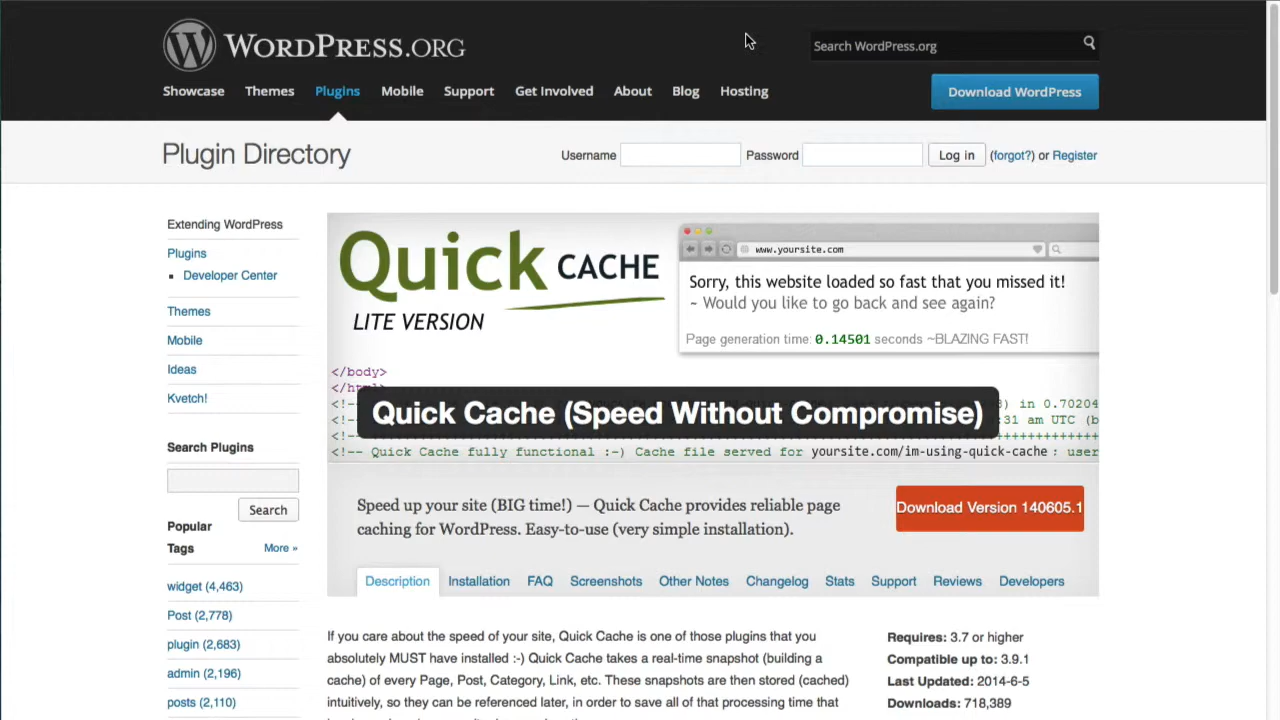 WORDPRESS.ORG
Search WordPress.org
Showcase Themes Plugins Mobile Support Get Involved About Blog Hosting
Download WordPress
Plugin Directory
Username
Password
Log in
(forgot?) or Register
Extending WordPress
Plugins
Developer Center
Themes
Mobile
Ideas
Kvetch!
Search Plugins
Search
Popular
Tags
More »
widget (4,463)
Post (2,778)
plugin (2,683)
admin (2,196)
posts (2,110)
Quick CACHE
LITE VERSION
www.yoursite.com
Sorry, this website loaded so fast that you missed it!
~ Would you like to go back and see again?
Page generation time: 0.14501 seconds ~BLAZING FAST!
</body>
Quick Cache (Speed Without Compromise)
) in 0.70204
31 am UTC (b
<!-- Quick Cache fully functional :-) Cache file served for yoursite.com/im-using-quick-cache : user
Speed up your site (BIG time!) — Quick Cache provides reliable page
caching for WordPress. Easy-to-use (very simple installation).
Download Version 140605.1
Description Installation FAQ Screenshots Other Notes Changelog Stats Support Reviews Developers
If you care about the speed of your site, Quick Cache is one of those plugins that you
absolutely MUST have installed :-) Quick Cache takes a real-time snapshot (building a
cache) of every Page, Post, Category, Link, etc. These snapshots are then stored (cached)
intuitively, so they can be referenced later, in order to save all of that processing time that
Requires: 3.7 or higher
Compatible up to: 3.9.1
Last Updated: 2014-6-5
Downloads: 718,389